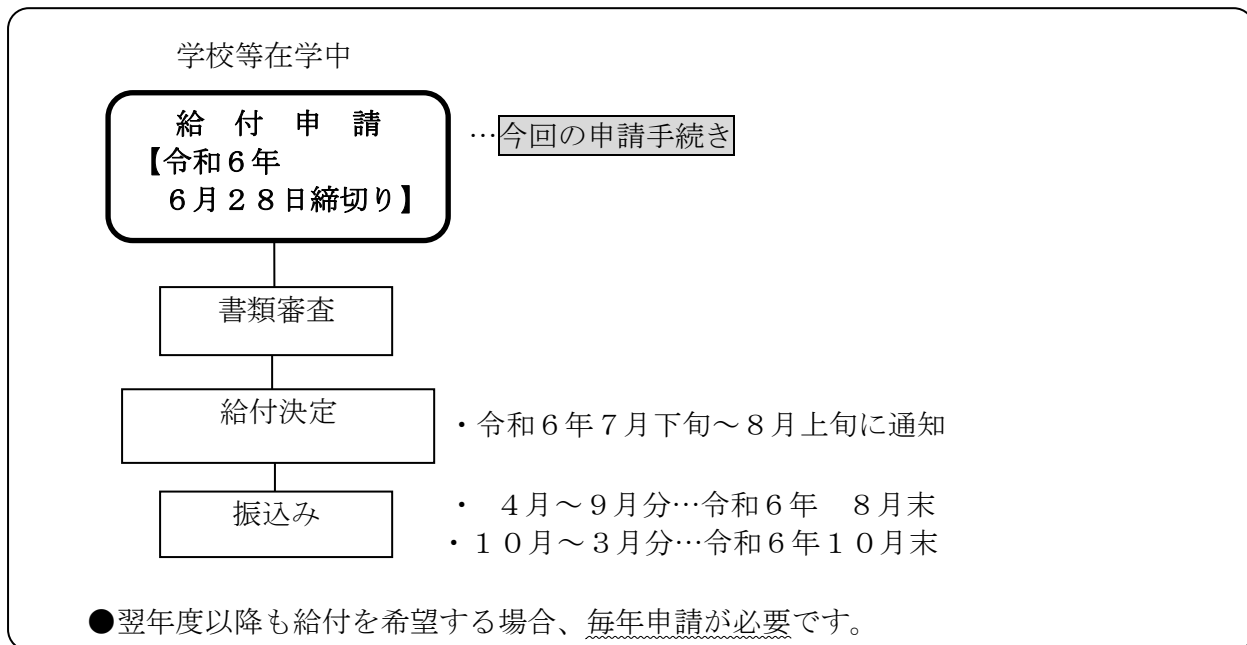 学校等在学中
給　付　申　請
【令和６年
６月２８日締切り】
…今回の申請手続き
書類審査
給付決定
・令和６年７月下旬～８月上旬に通知
振込み
・　４月～９月分…令和６年　８月末
・１０月～３月分…令和６年１０月末
●翌年度以降も給付を希望する場合、毎年申請が必要です。